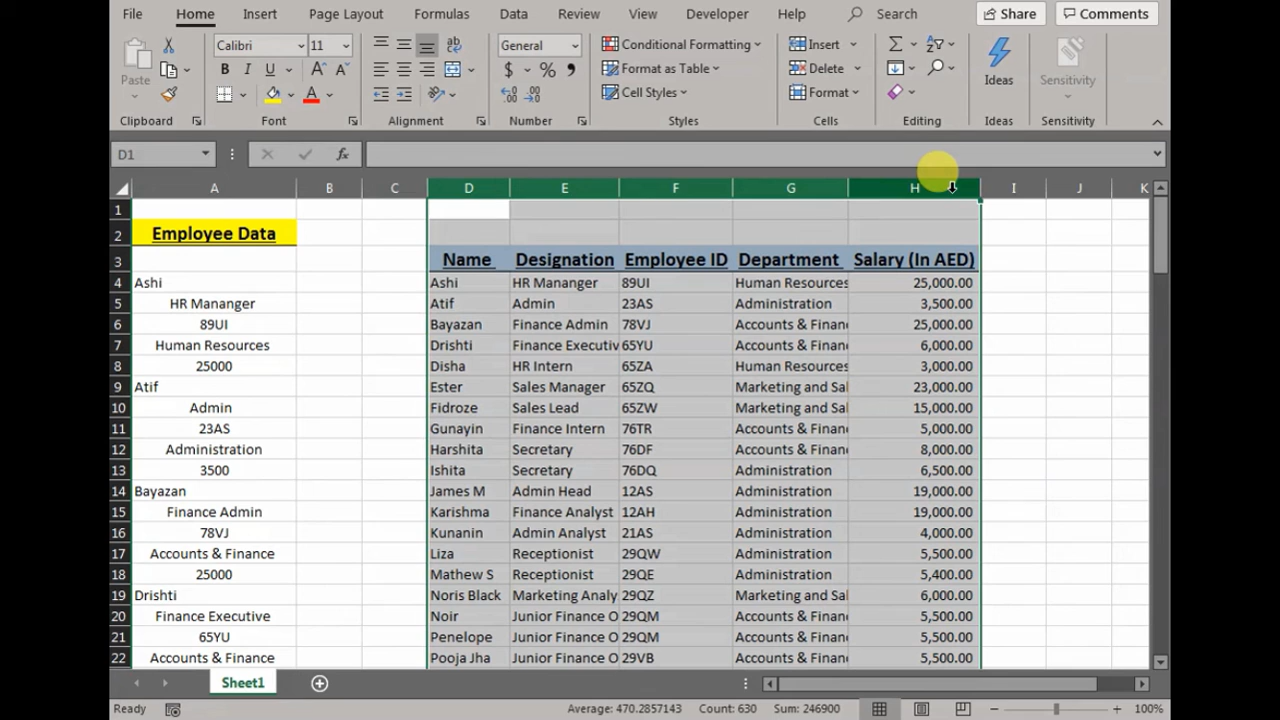 File Home Insert Page Layout Formulas Data Review View Developer Help Search Share Comments
Paste Calibri 11 General Conditional Formatting Insert Ideas Sensitivity
B I U $ % Format as Table Delete
A Cell Styles Format
Clipboard Font Alignment Number Styles Cells Editing Ideas Sensitivity
D1 fx
A B C D E F G H I J K
1
2 Employee Data
3 Name Designation Employee ID Department Salary (In AED)
4 Ashi Ashi HR Mananger 89UI Human Resources 25,000.00
5 HR Mananger Atif Admin 23AS Administration 3,500.00
6 89UI Bayazan Finance Admin 78VJ Accounts & Finan 25,000.00
7 Human Resources Drishti Finance Executiv 65YU Accounts & Finan 6,000.00
8 25000 Disha HR Intern 65ZA Human Resources 3,000.00
9 Atif Ester Sales Manager 65ZQ Marketing and Sal 23,000.00
10 Admin Fidroze Sales Lead 65ZW Marketing and Sal 15,000.00
11 23AS Gunayin Finance Intern 76TR Accounts & Finan 5,000.00
12 Administration Harshita Secretary 76DF Accounts & Finan 8,000.00
13 3500 Ishita Secretary 76DQ Administration 6,500.00
14 Bayazan James M Admin Head 12AS Administration 19,000.00
15 Finance Admin Karishma Finance Analyst 12AH Administration 19,000.00
16 78VJ Kunanin Admin Analyst 21AS Administration 4,000.00
17 Accounts & Finance Liza Receptionist 29QW Administration 5,500.00
18 25000 Mathew S Receptionist 29QE Administration 5,400.00
19 Drishti Noris Black Marketing Analy 29QZ Marketing and Sal 6,000.00
20 Finance Executive Noir Junior Finance O 29QM Accounts & Finan 5,500.00
21 65YU Penelope Junior Finance O 29QM Accounts & Finan 5,500.00
22 Accounts & Finance Pooja Jha Junior Finance O 29VB Accounts & Finan 5,500.00
Sheet1
Ready Average: 470.2857143 Count: 630 Sum: 246900 100%